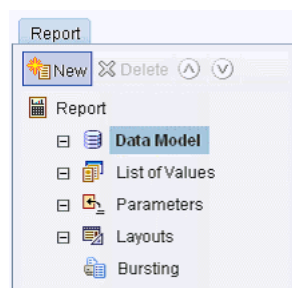 Report
New Delete
Report
Data Model
List of Values
Parameters
Layouts
Bursting